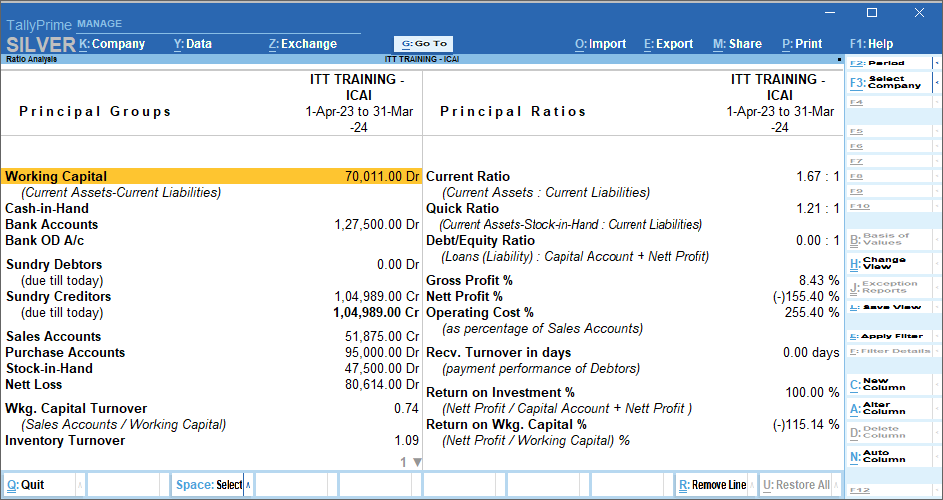 TallyPrime MANAGE
SILVER K:Company Y:Data Z:Exchange G:Go To O:Import E:Export M:Share P:Print F1:Help
Ratio Analysis ITT TRAINING - ICAI
Principal Groups
ITT TRAINING -
ICAI
1-Apr-23 to 31-Mar
-24
Principal Ratios
ITT TRAINING -
ICAI
1-Apr-23 to 31-Mar
-24
Working Capital 70,011.00 Dr
(Current Assets-Current Liabilities)
Cash-in-Hand
Bank Accounts 1,27,500.00 Dr
Bank OD A/c
Sundry Debtors 0.00 Dr
(due till today)
Sundry Creditors 1,04,989.00 Cr
(due till today) 1,04,989.00 Cr
Sales Accounts 51,875.00 Cr
Purchase Accounts 95,000.00 Dr
Stock-in-Hand 47,500.00 Dr
Nett Loss 80,614.00 Dr
Wkg. Capital Turnover 0.74
(Sales Accounts / Working Capital)
Inventory Turnover 1.09
1 ▼
Current Ratio 1.67 : 1
(Current Assets : Current Liabilities)
Quick Ratio 1.21 : 1
(Current Assets-Stock-in-Hand : Current Liabilities)
Debt/Equity Ratio 0.00 : 1
(Loans (Liability) : Capital Account + Nett Profit)
Gross Profit % 8.43 %
Nett Profit % (-)155.40 %
Operating Cost % 255.40 %
(as percentage of Sales Accounts)
Recv. Turnover in days 0.00 days
(payment performance of Debtors)
Return on Investment % 100.00 %
(Nett Profit / Capital Account + Nett Profit )
Return on Wkg. Capital % (-)115.14 %
(Nett Profit / Working Capital) %
F2: Period
F3: Select
Company
F4
F5
F6
F7
F8
F9
F10
B: Basis of
Values
H: Change
View
J: Exception
Reports
L: Save View
E: Apply Filter
F: Filter Details
C: New
Column
A: Alter
Column
D: Delete
Column
N: Auto
Column
F12
Q: Quit Space: Select R: Remove Line U: Restore All